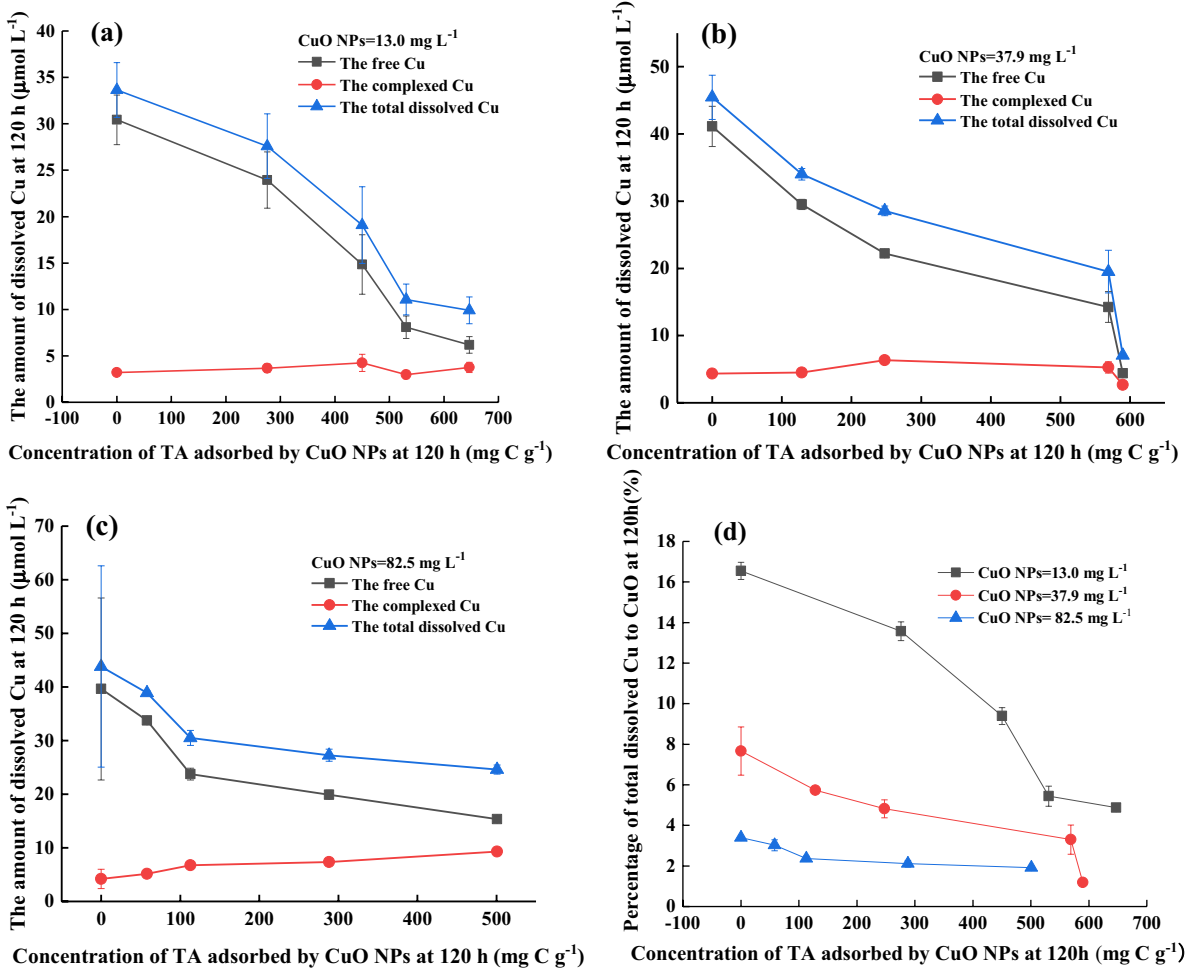 (a)
CuO NPs=13.0 mg L⁻¹
The free Cu
The complexed Cu
The total dissolved Cu
The amount of dissolved Cu at 120 h (μmol L⁻¹)
40
35
30
25
20
15
10
5
0
-100 0 100 200 300 400 500 600 700
Concentration of TA adsorbed by CuO NPs at 120 h (mg C g⁻¹)
(b)
CuO NPs=37.9 mg L⁻¹
The free Cu
The complexed Cu
The total dissolved Cu
The amount of dissolved Cu at 120 h (μmol L⁻¹)
50
40
30
20
10
0
0 100 200 300 400 500 600
Concentration of TA adsorbed by CuO NPs at 120 h (mg C g⁻¹)
(c)
CuO NPs=82.5 mg L⁻¹
The free Cu
The complexed Cu
The total dissolved Cu
The amount of dissolved Cu at 120 h (μmol L⁻¹)
70
60
50
40
30
20
10
0
0 100 200 300 400 500
Concentration of TA adsorbed by CuO NPs at 120 h (mg C g⁻¹)
(d)
CuO NPs=13.0 mg L⁻¹
CuO NPs=37.9 mg L⁻¹
CuO NPs= 82.5 mg L⁻¹
Percentage of total dissolved Cu to CuO at 120h(%)
18
16
14
12
10
8
6
4
2
0
-100 0 100 200 300 400 500 600 700
Concentration of TA adsorbed by CuO NPs at 120h (mg C g⁻¹)